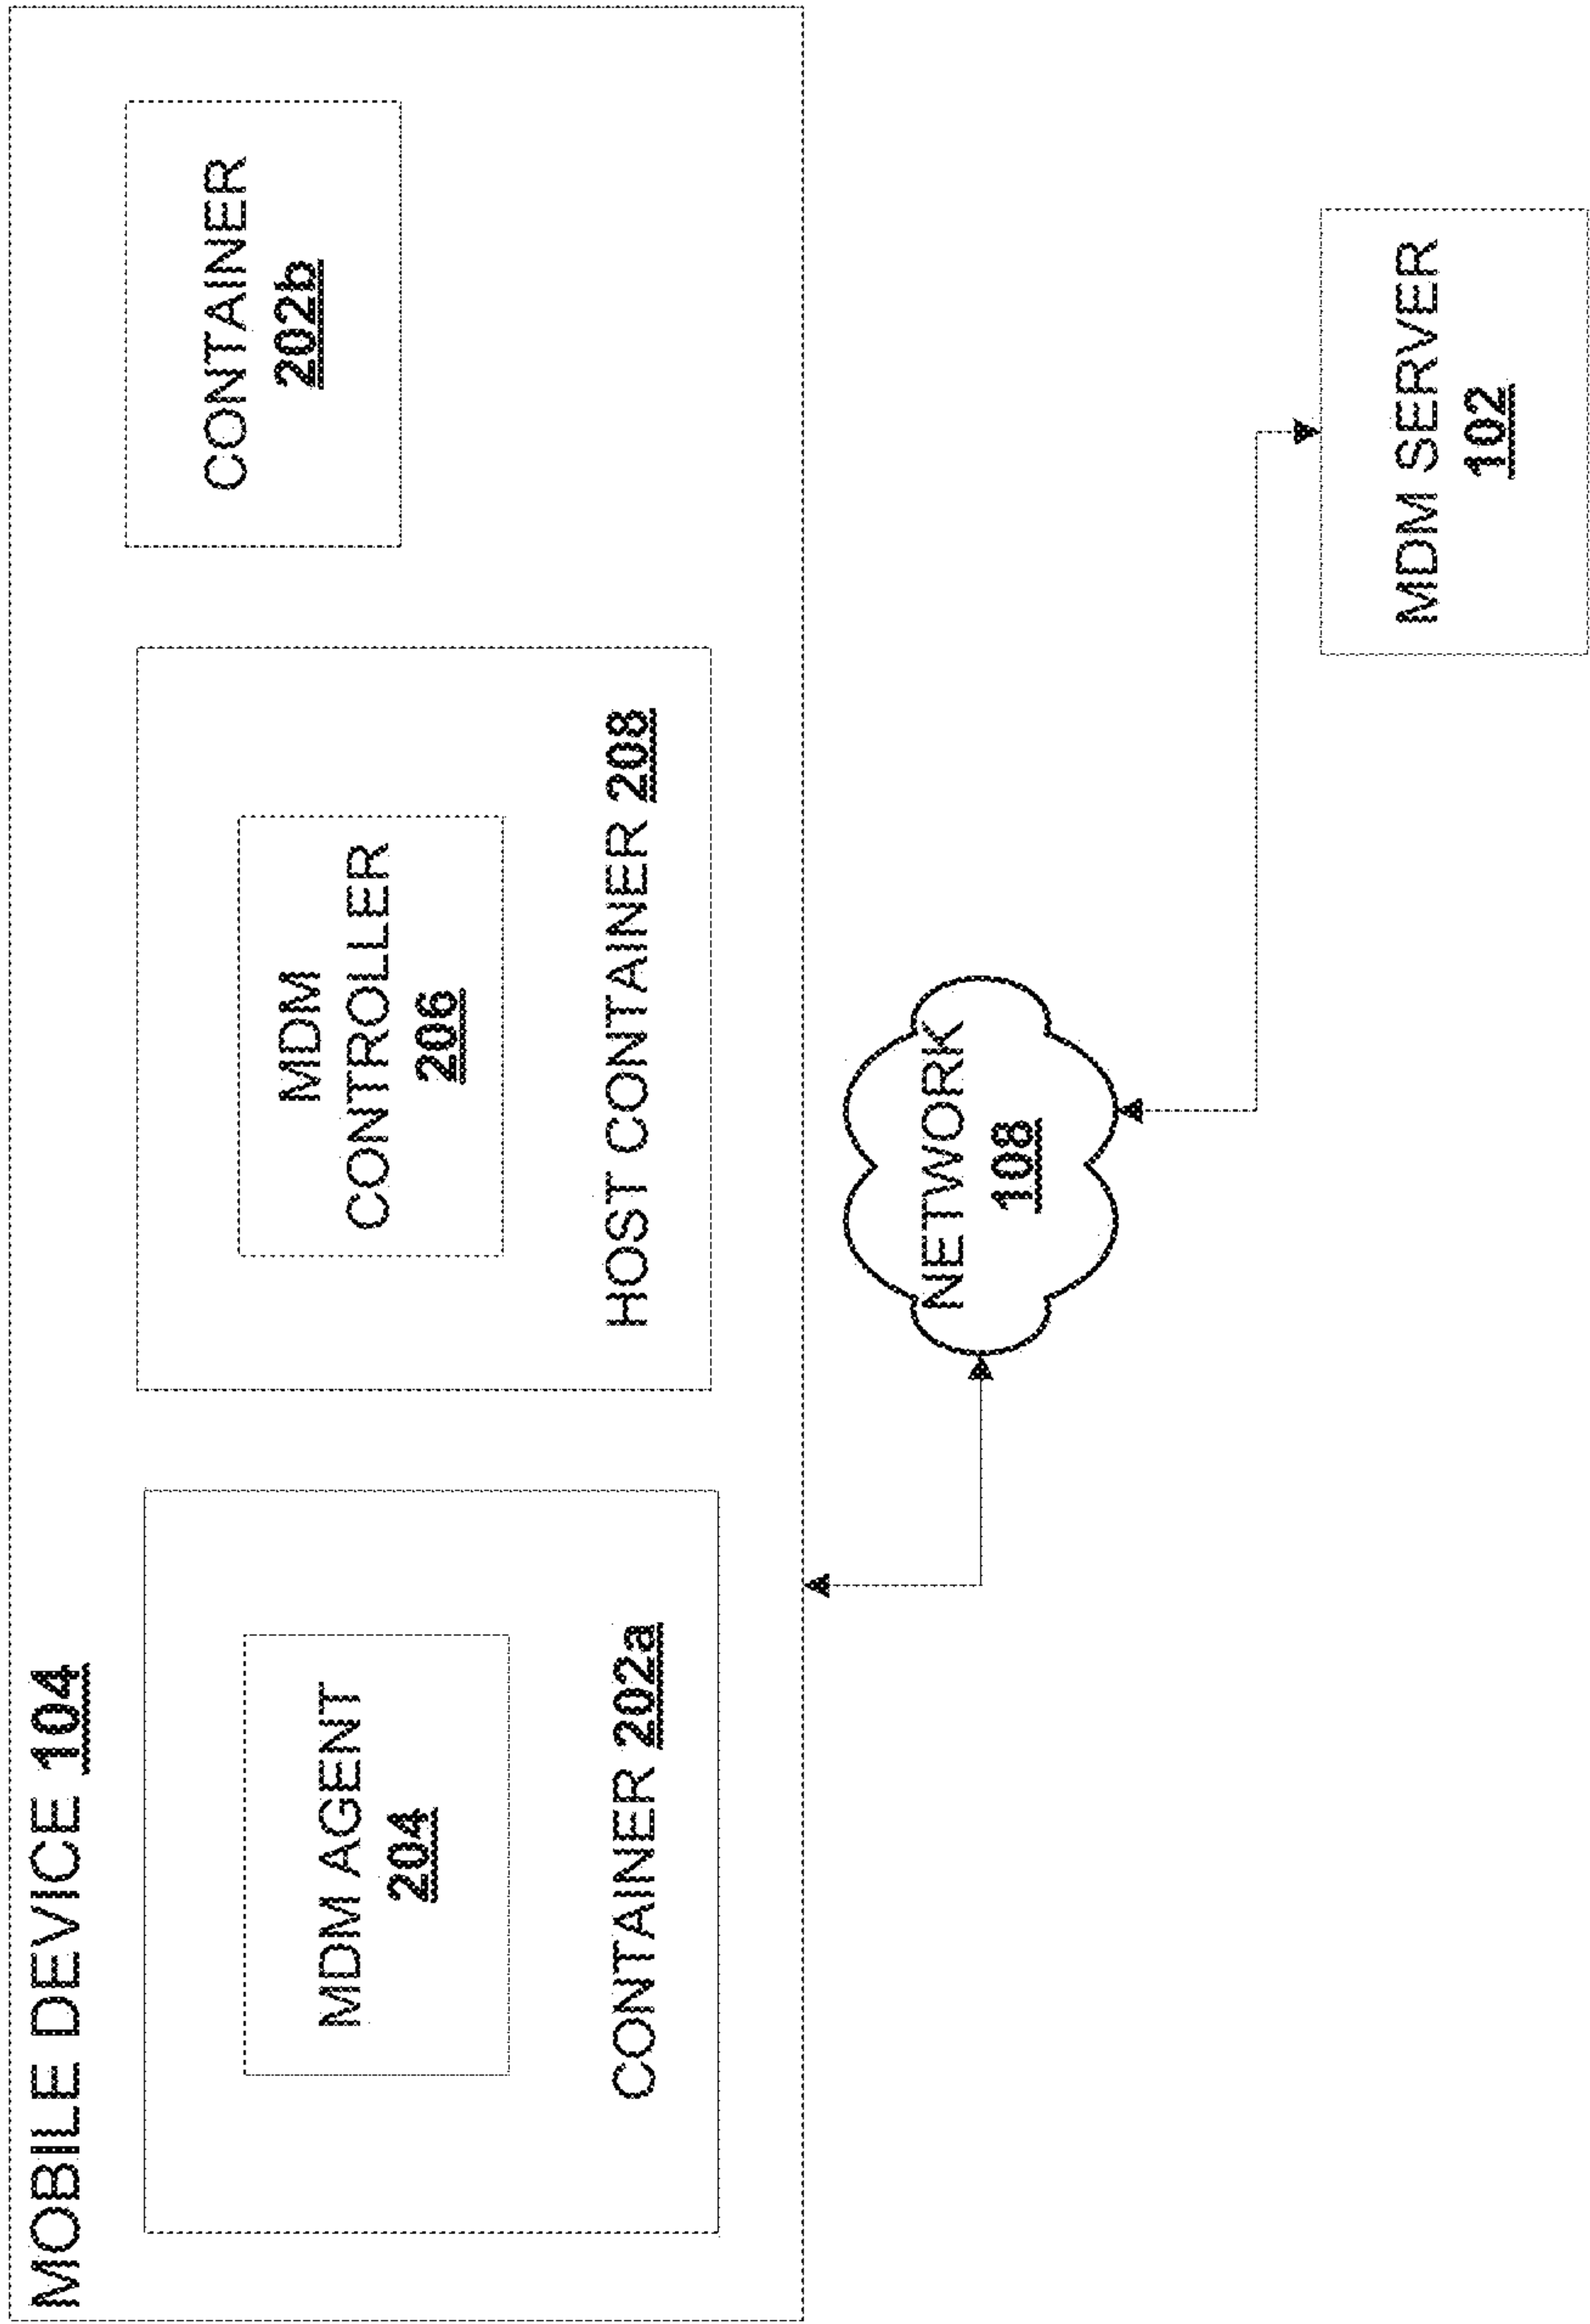 MOBILE DEVICE 104
MDM AGENT
204
CONTAINER 202a
MDM
CONTROLLER
206
HOST CONTAINER 208
CONTAINER
202b
NETWORK
108
MDM SERVER
102